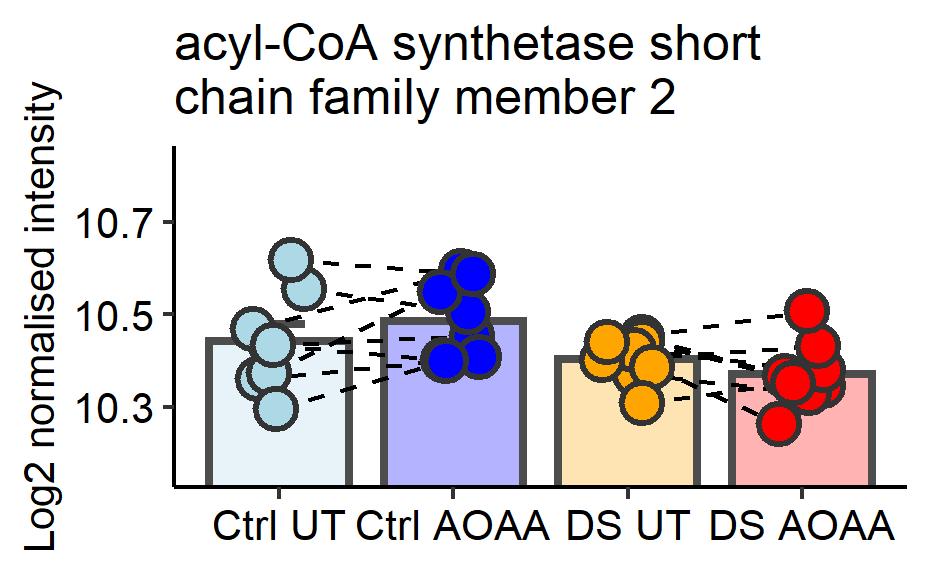 acyl-CoA synthetase short
chain family member 2
Log2 normalised intensity
10.7
10.5
10.3
Ctrl UT Ctrl AOAA DS UT DS AOAA